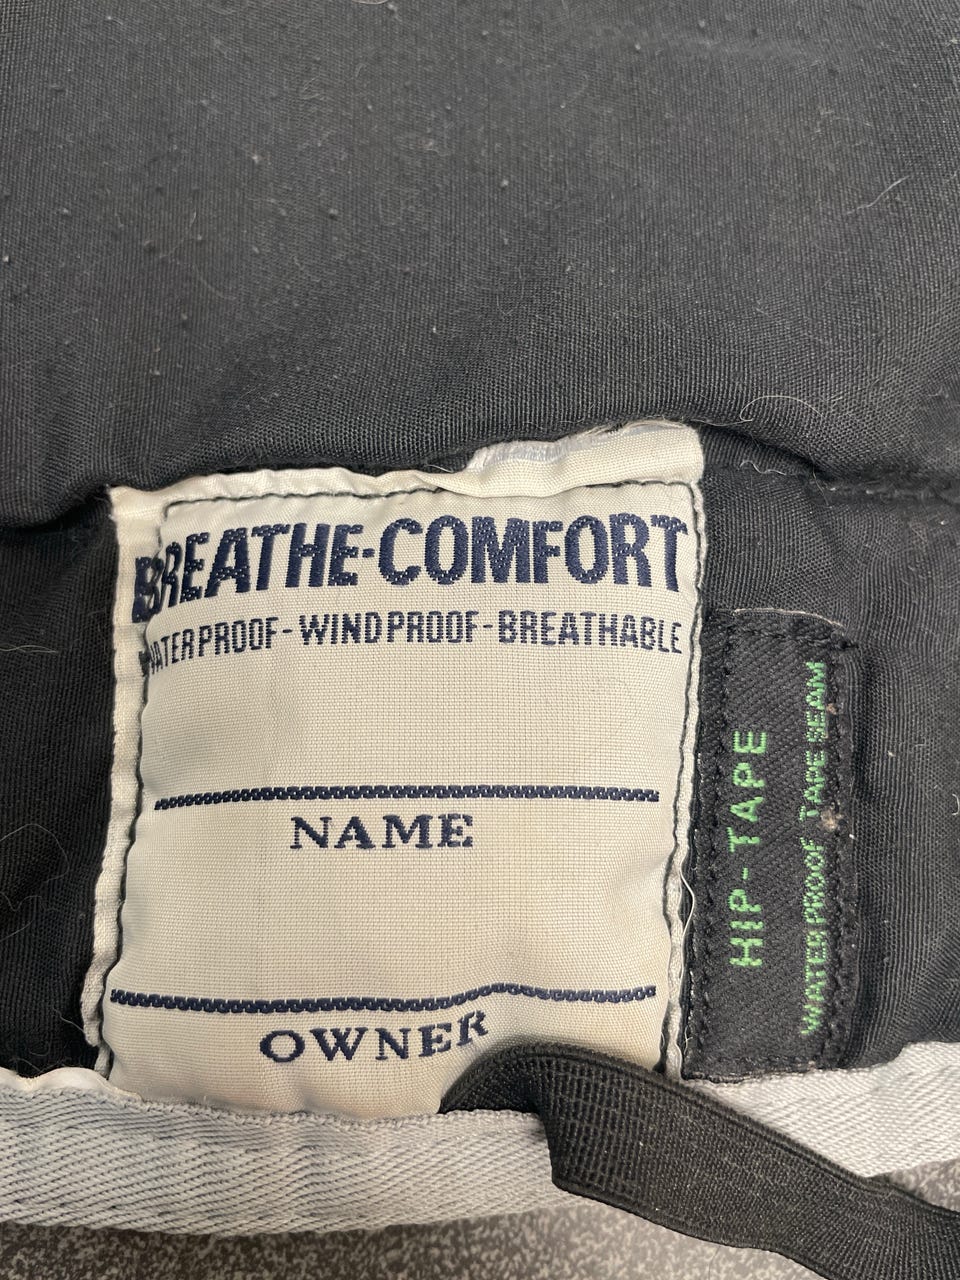 BREATHE-COMFORT
WATERPROOF-WINDPROOF-BREATHABLE
NAME
OWNER
HIP-TAPE
WATERPROOF TAPE SEAM